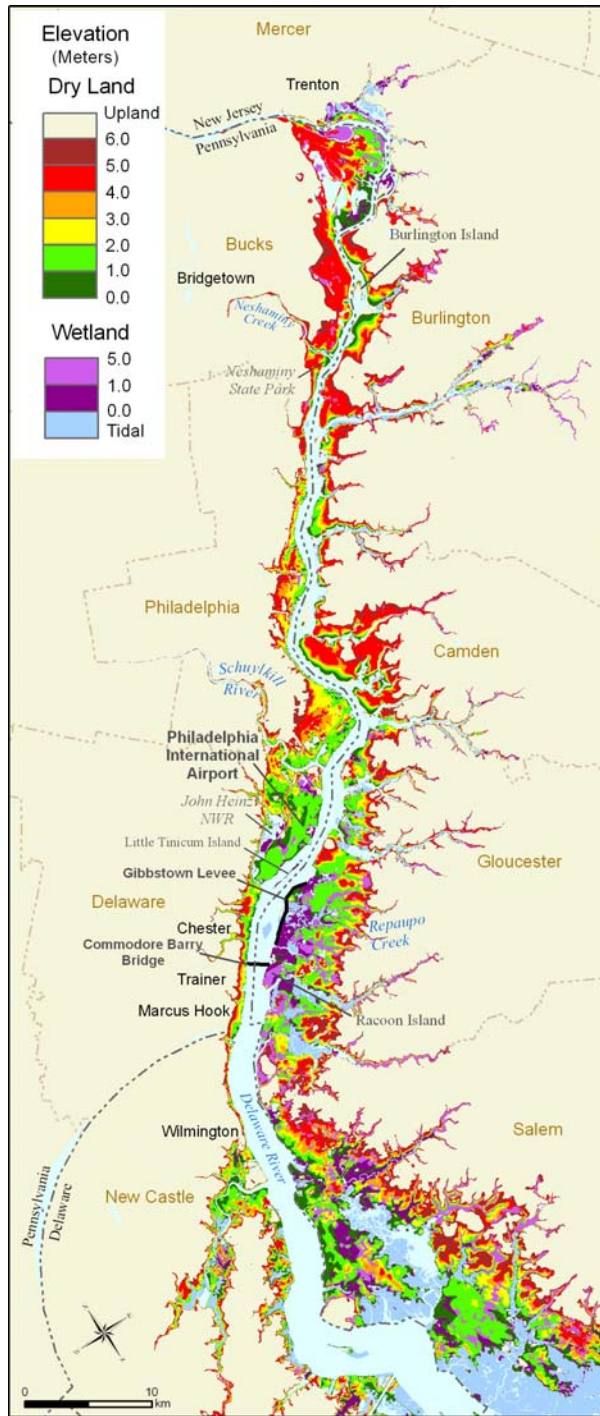 Elevation
(Meters)
Dry Land
Upland
6.0
5.0
4.0
3.0
2.0
1.0
0.0
Wetland
5.0
1.0
0.0
Tidal
Mercer
Trenton
New Jersey
Pennsylvania
Bucks
Burlington Island
Bridgetown
Neshaminy
Creek
Burlington
Neshaminy
State Park
Philadelphia
Camden
Schuylkill
River
Philadelphia
International
Airport
John Heinz
NWR
Little Tinicum Island
Gloucester
Gibbstown Levee
Delaware
Chester
Repaupo
Creek
Commodore Barry
Bridge
Trainer
Racoon Island
Marcus Hook
Delaware River
Wilmington
Salem
New Castle
Pennsylvania
Delaware
N
0
10
km